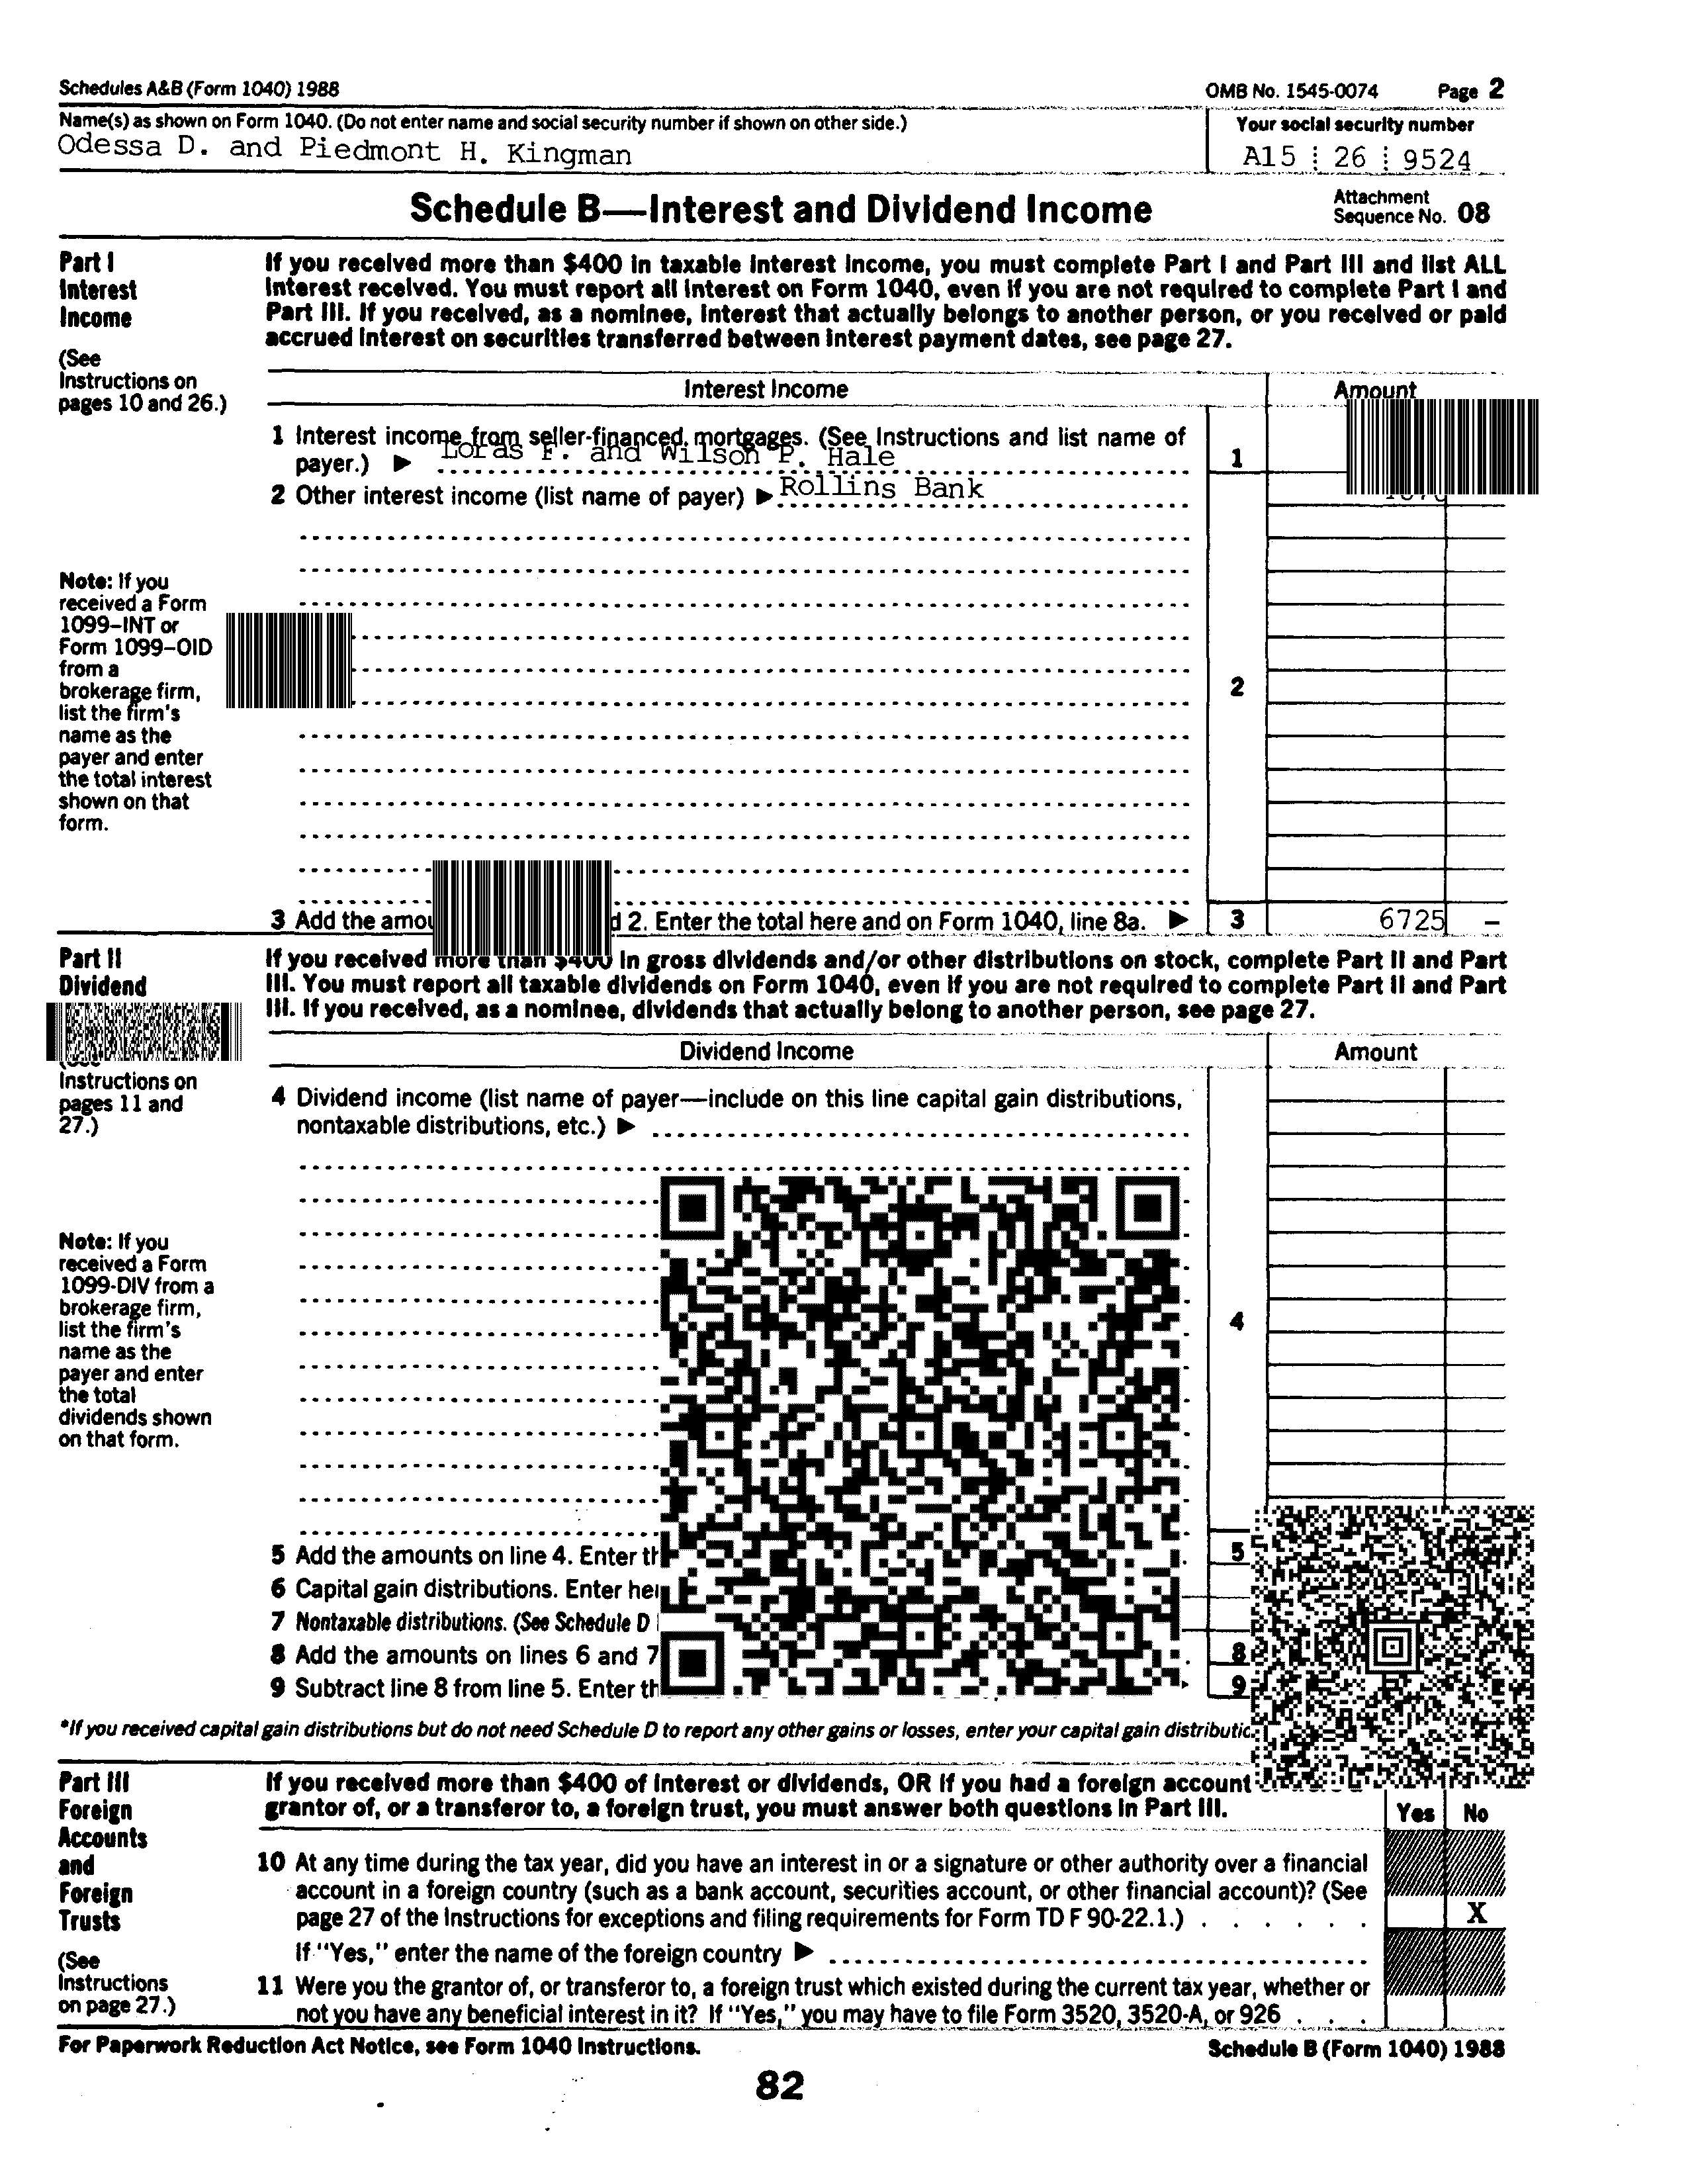 Schedules A&B (Form 1040) 1988
OMB No. 1545-0074 Page 2
Name(s) as shown on Form 1040. (Do not enter name and social security number if shown on other side.)
Your social security number
Odessa D. and Piedmont H. Kingman
A15 26 9524
Schedule B—Interest and Dividend Income
Attachment
Sequence No. 08
Part I
Interest
Income
(See
Instructions on
pages 10 and 26.)
If you received more than $400 in taxable interest income, you must complete Part I and Part III and list ALL
interest received. You must report all interest on Form 1040, even if you are not required to complete Part I and
Part III. If you received, as a nominee, interest that actually belongs to another person, or you received or paid
accrued interest on securities transferred between interest payment dates, see page 27.
Interest Income
Amount
1 Interest income from seller-financed mortgages. (See Instructions and list name of
payer.) ▶ Loras F. and Wilson P. Hale
1
2 Other interest income (list name of payer) ▶ Rollins Bank
Note: If you
received a Form
1099–INT or
Form 1099–OID
from a
brokerage firm,
list the firm's
name as the
payer and enter
the total interest
shown on that
form.
2
3 Add the 2. Enter the total here and on Form 1040, line 8a. ▶ 3 6725 –
Part II
Dividend
Instructions on
pages 11 and
27.)
If you received more than $400 in gross dividends and/or other distributions on stock, complete Part II and Part
III. You must report all taxable dividends on Form 1040, even if you are not required to complete Part II and Part
III. If you received, as a nominee, dividends that actually belong to another person, see page 27.
Dividend Income
Amount
4 Dividend income (list name of payer—include on this line capital gain distributions,
nontaxable distributions, etc.) ▶
Note: If you
received a Form
1099-DIV from a
brokerage firm,
list the firm's
name as the
payer and enter
the total
dividends shown
on that form.
4
5 Add the amounts on line 4. Enter
5
6 Capital gain distributions. Enter
7 Nontaxable distributions. (See Schedule D
8 Add the amounts on lines 6 and 7
8
9 Subtract line 8 from line 5. Enter
9
*If you received capital gain distributions but do not need Schedule D to report any other gains or losses, enter your capital gain
Part III
Foreign
Accounts
and
Foreign
Trusts
(See
Instructions
on page 27.)
If you received more than $400 of interest or dividends, OR if you had a foreign account
grantor of, or a transferor to, a foreign trust, you must answer both questions in Part III.
Yes No
10 At any time during the tax year, did you have an interest in or a signature or other authority over a financial
account in a foreign country (such as a bank account, securities account, or other financial account)? (See
page 27 of the Instructions for exceptions and filing requirements for Form TD F 90-22.1.) . . . . . . X
If "Yes," enter the name of the foreign country ▶
11 Were you the grantor of, or transferor to, a foreign trust which existed during the current tax year, whether or
not you have any beneficial interest in it? If "Yes," you may have to file Form 3520, 3520-A, or 926 . . .
For Paperwork Reduction Act Notice, see Form 1040 Instructions.
Schedule B (Form 1040) 1988
82